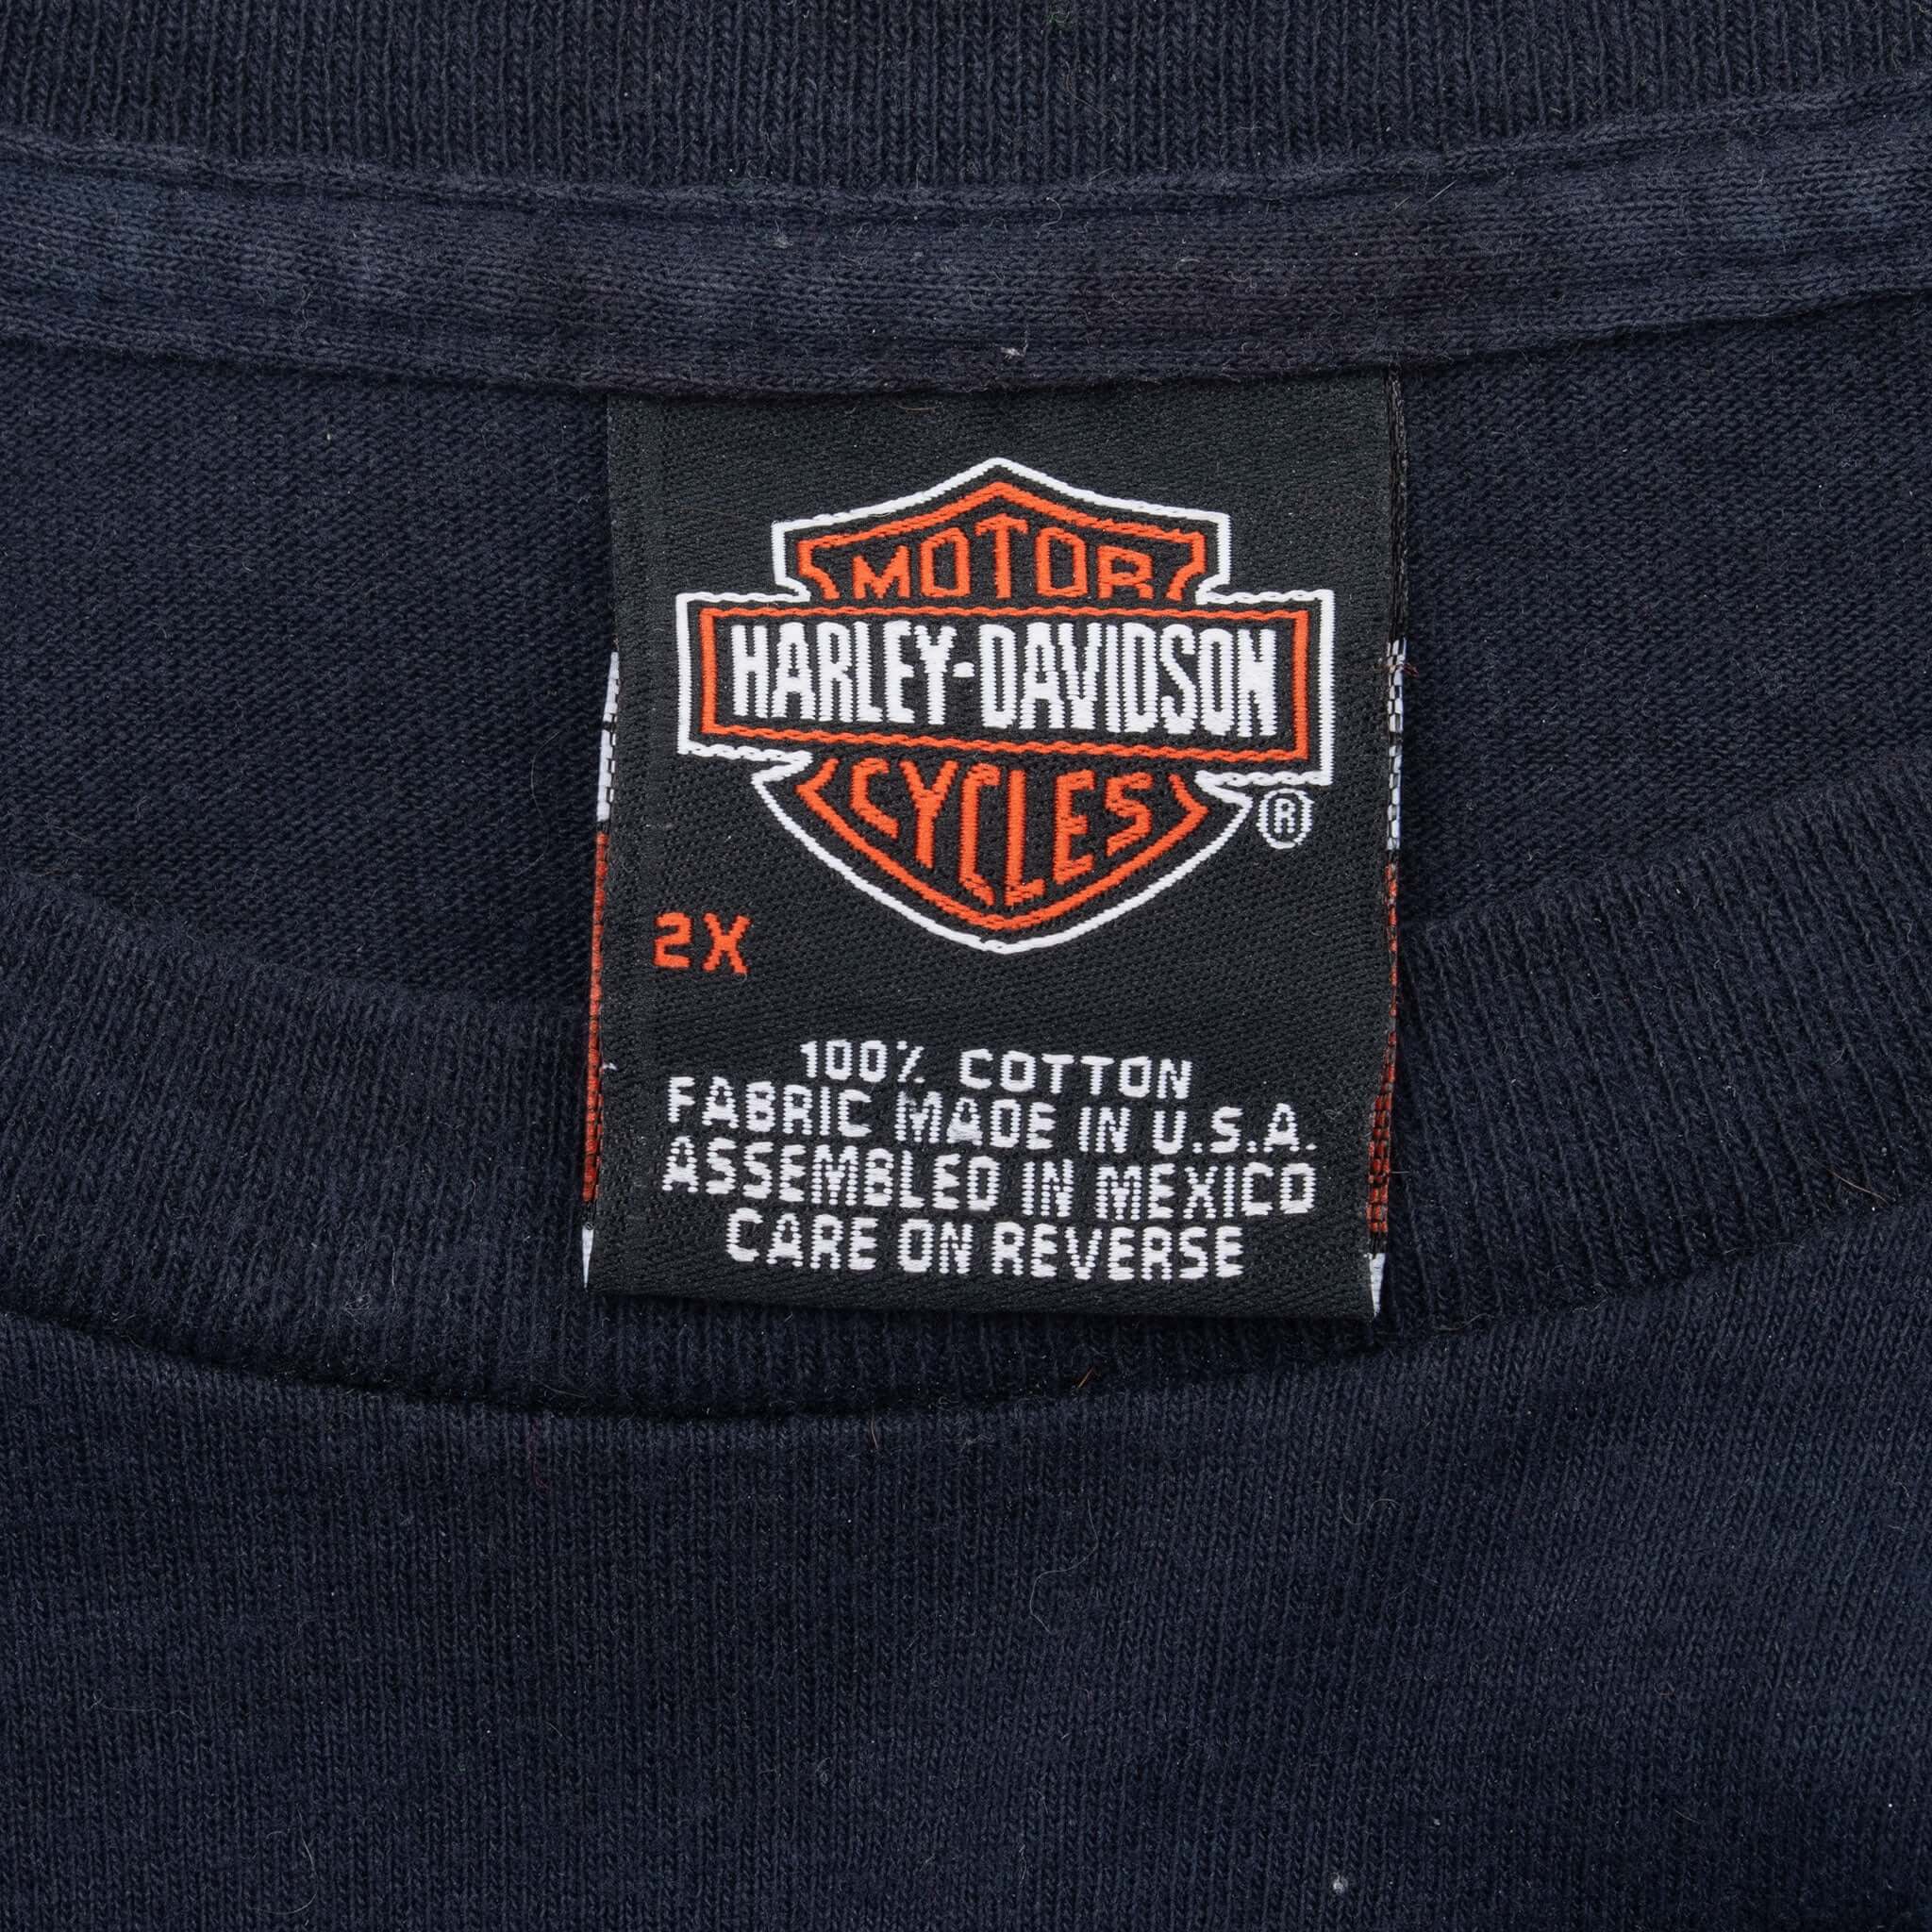 MOTOR
HARLEY-DAVIDSON
CYCLES
®
2X
100% COTTON
FABRIC MADE IN U.S.A.
ASSEMBLED IN MEXICO
CARE ON REVERSE